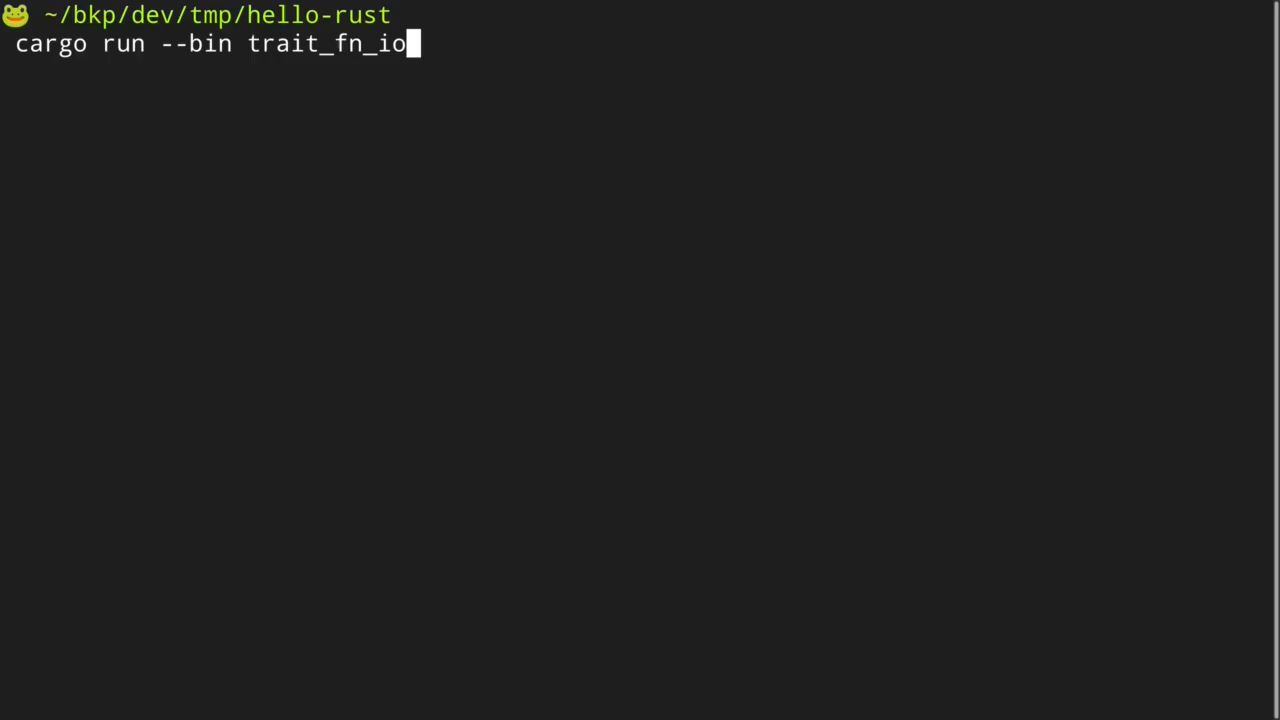 🐸 ~/bkp/dev/tmp/hello-rust
cargo run --bin trait_fn_io